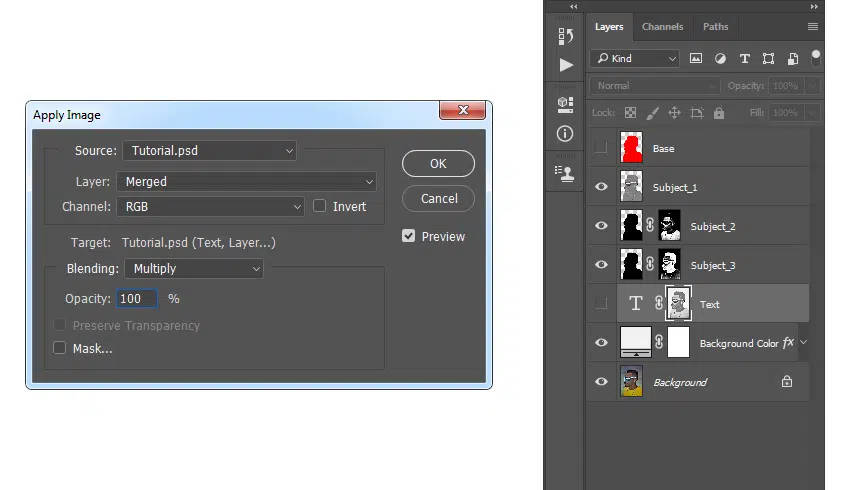 Apply Image
Source: Tutorial.psd
Layer: Merged
Channel: RGB Invert
Target: Tutorial.psd (Text, Layer...)
Blending: Multiply
Opacity: 100 %
Preserve Transparency
Mask...
OK
Cancel
Preview
Layers Channels Paths
Kind T
Normal Opacity: 100%
Lock: Fill: 100%
Base
Subject_1
Subject_2
Subject_3
T Text
Background Color fx
Background